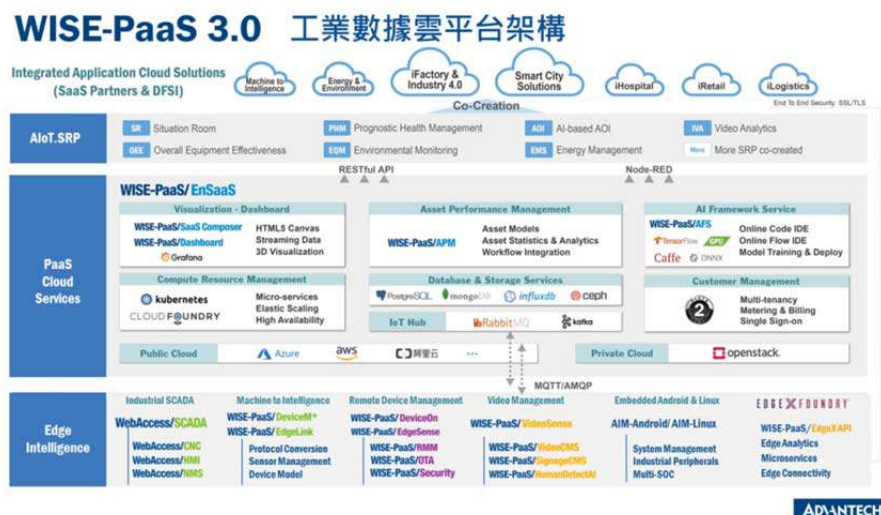 WISE-PaaS 3.0 工業數據雲平台架構
Integrated Application Cloud Solutions
(SaaS Partners & DFSI)
Machine to Intelligence
Energy & Environment
iFactory & Industry 4.0
Smart City Solutions
iHospital
iRetail
iLogistics
Co-Creation
End To End Security: SSL/TLS
AIoT.SRP
SR Situation Room
PHM Prognostic Health Management
AOI AI-based AOI
IVA Video Analytics
OEE Overall Equipment Effectiveness
EQM Environmental Monitoring
EMS Energy Management
More More SRP co-created
RESTful API
Node-RED
PaaS
Cloud
Services
WISE-PaaS/EnSaaS
Visualization - Dashboard
WISE-PaaS/SaaS Composer
WISE-PaaS/Dashboard
Grafana
HTML5 Canvas
Streaming Data
3D Visualization
Asset Performance Management
WISE-PaaS/APM
Asset Models
Asset Statistics & Analytics
Workflow Integration
AI Framework Service
WISE-PaaS/AFS
TensorFlow GPU
Caffe ONNX
Online Code IDE
Online Flow IDE
Model Training & Deploy
Compute Resource Management
kubernetes
CLOUD FOUNDRY
Micro-services
Elastic Scaling
High Availability
Database & Storage Services
PostgreSQL mongoDB influxdb ceph
IoT Hub RabbitMQ kafka
Customer Management
2
Multi-tenancy
Metering & Billing
Single Sign-on
Public Cloud Azure aws 阿里云 ...
Private Cloud openstack.
MQTT/AMQP
Edge
Intelligence
Industrial SCADA
WebAccess/SCADA
WebAccess/CNC
WebAccess/HMI
WebAccess/NMS
Machine to Intelligence
WISE-PaaS/DeviceM+
WISE-PaaS/EdgeLink
Protocol Conversion
Sensor Management
Device Model
Remote Device Management
WISE-PaaS/DeviceOn
WISE-PaaS/EdgeSense
WISE-PaaS/RMM
WISE-PaaS/OTA
WISE-PaaS/Security
Video Management
WISE-PaaS/VideoSense
WISE-PaaS/VideoCMS
WISE-PaaS/SignageCMS
WISE-PaaS/HumanDetectAI
Embedded Android & Linux
AIM-Android/ AIM-Linux
System Management
Industrial Peripherals
Multi-SOC
EDGE X FOUNDRY
WISE-PaaS/EdgeXAPI
Edge Analytics
Microservices
Edge Connectivity
ADVANTECH